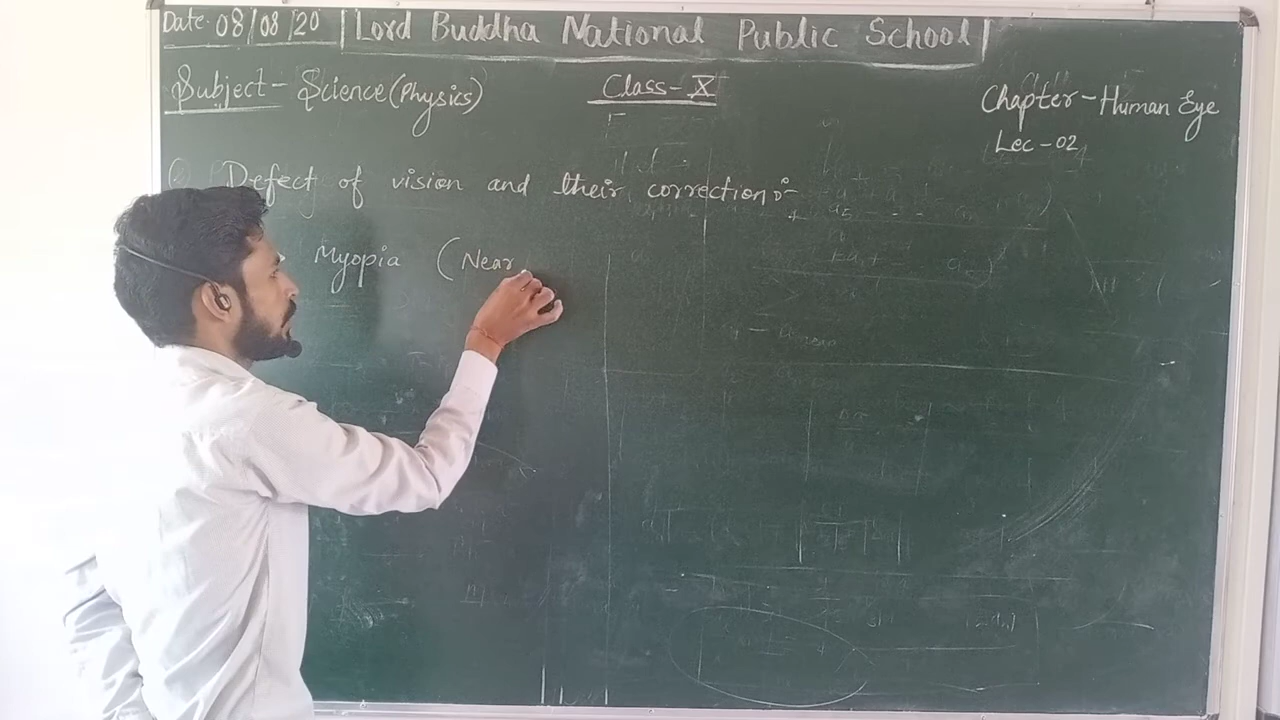 Date. 08/08/20 | Lord Buddha National Public School |
Subject - Science (Physics) Class - X Chapter - Human Eye
Lec - 02
Defect of vision and their correction :-
Myopia (Near